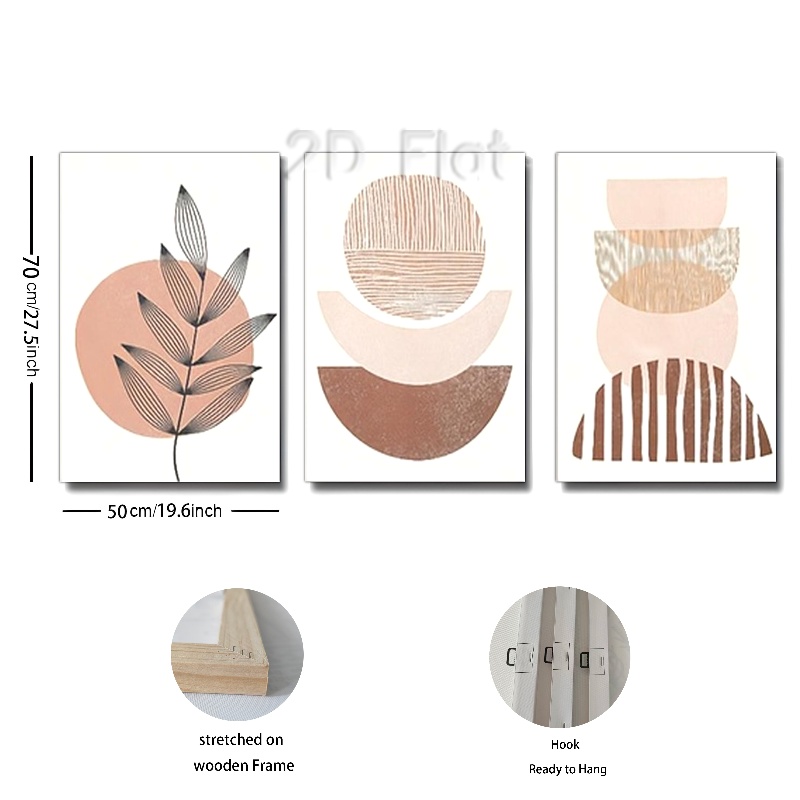 2D Flat
70 cm/27.5inch
50cm/19.6inch
stretched on
wooden Frame
Hook
Ready to Hang